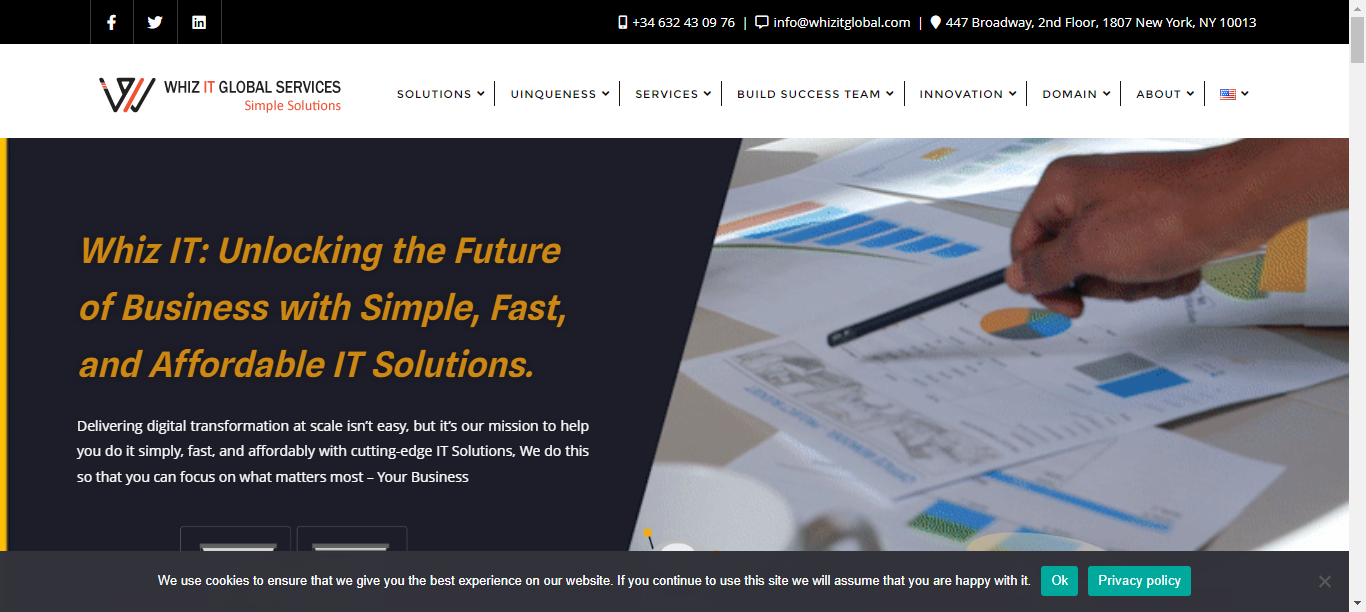 +34 632 43 09 76 | info@whizitglobal.com | 447 Broadway, 2nd Floor, 1807 New York, NY 10013
WHIZ IT GLOBAL SERVICES
Simple Solutions
SOLUTIONS UINQUENESS SERVICES BUILD SUCCESS TEAM INNOVATION DOMAIN ABOUT
Whiz IT: Unlocking the Future
of Business with Simple, Fast,
and Affordable IT Solutions.
Delivering digital transformation at scale isn't easy, but it's our mission to help
you do it simply, fast, and affordably with cutting-edge IT Solutions, We do this
so that you can focus on what matters most – Your Business
We use cookies to ensure that we give you the best experience on our website. If you continue to use this site we will assume that you are happy with it. Ok Privacy policy